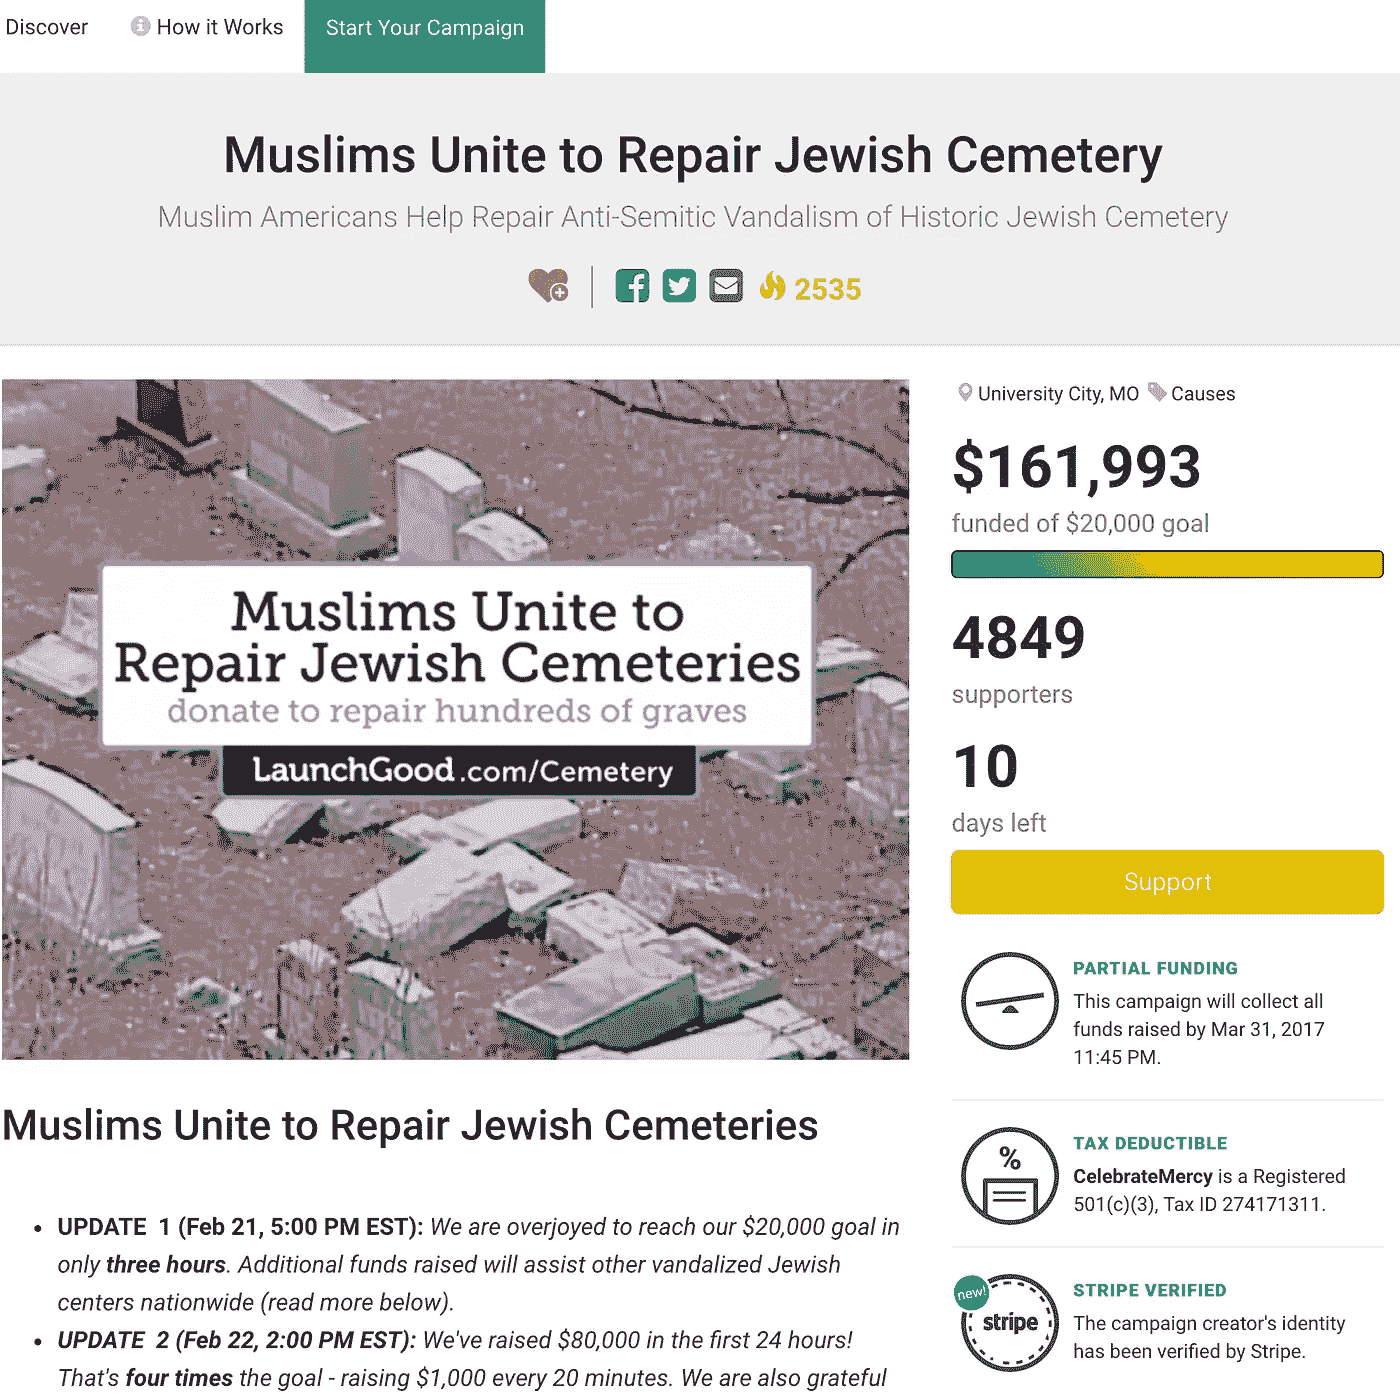 Discover
How it Works
Start Your Campaign
Muslims Unite to Repair Jewish Cemetery
Muslim Americans Help Repair Anti-Semitic Vandalism of Historic Jewish Cemetery
2535
Muslims Unite to
Repair Jewish Cemeteries
donate to repair hundreds of graves
LaunchGood.com/Cemetery
University City, MO Causes
$161,993
funded of $20,000 goal
4849
supporters
10
days left
Support
PARTIAL FUNDING
This campaign will collect all
funds raised by Mar 31, 2017
11:45 PM.
%
TAX DEDUCTIBLE
CelebrateMercy is a Registered
501(c)(3), Tax ID 274171311.
new!
stripe
STRIPE VERIFIED
The campaign creator's identity
has been verified by Stripe.
Muslims Unite to Repair Jewish Cemeteries
• UPDATE 1 (Feb 21, 5:00 PM EST): We are overjoyed to reach our $20,000 goal in
only three hours. Additional funds raised will assist other vandalized Jewish
centers nationwide (read more below).
• UPDATE 2 (Feb 22, 2:00 PM EST): We've raised $80,000 in the first 24 hours!
That's four times the goal - raising $1,000 every 20 minutes. We are also grateful